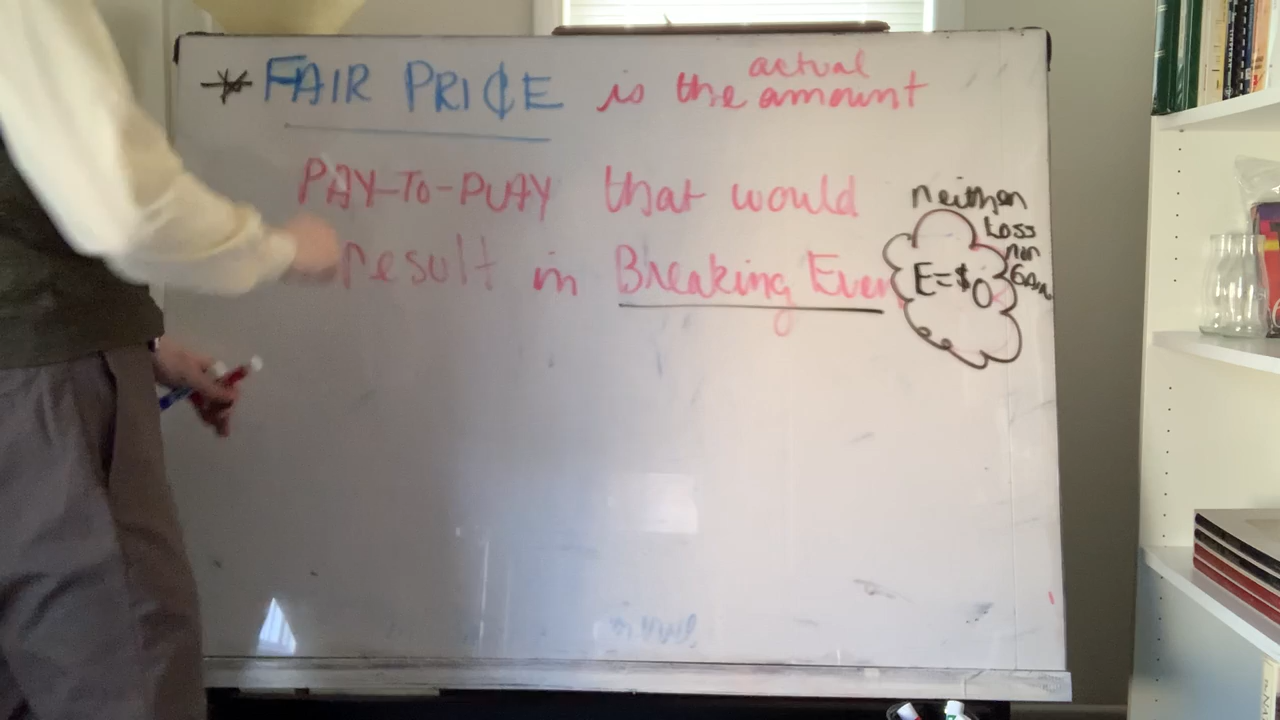 * FAIR PRI¢E is the actual amount
PAY-TO-PLAY that would
result in Breaking Even
neither
Loss
nor
Gain
E=$0